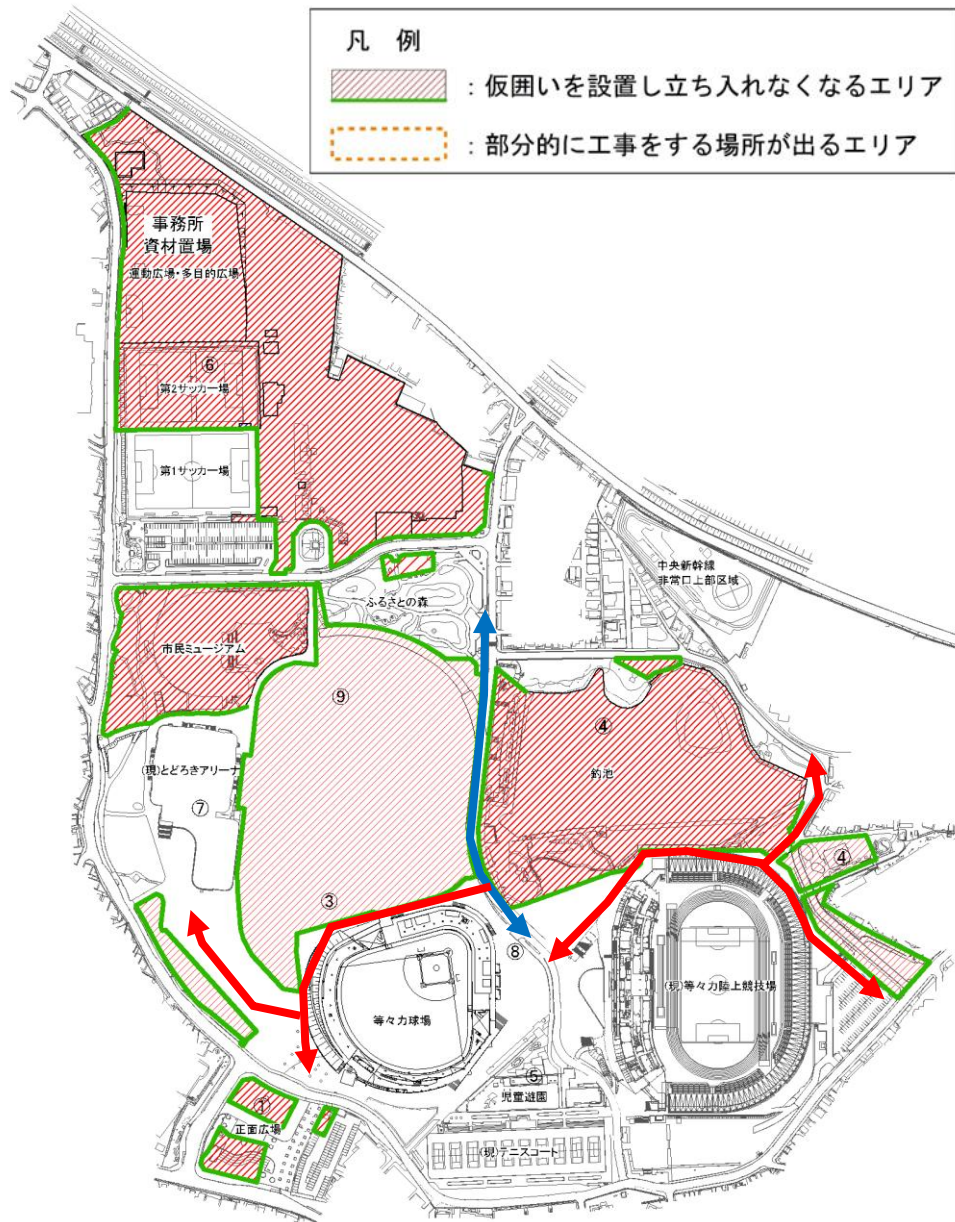 凡 例
：仮囲いを設置し立ち入れなくなるエリア
：部分的に工事をする場所が出るエリア
事務所
資材置場
運動広場・多目的広場
⑥
第2サッカー場
第1サッカー場
中央新幹線
非常口上部区域
ふるさとの森
市民ミュージアム
⑨
④
釣池
(現)とどろきアリーナ
⑦
④
③
⑧
(現)等々力陸上競技場
等々力球場
⑤
児童遊園
①
正面広場
(現)テニスコート